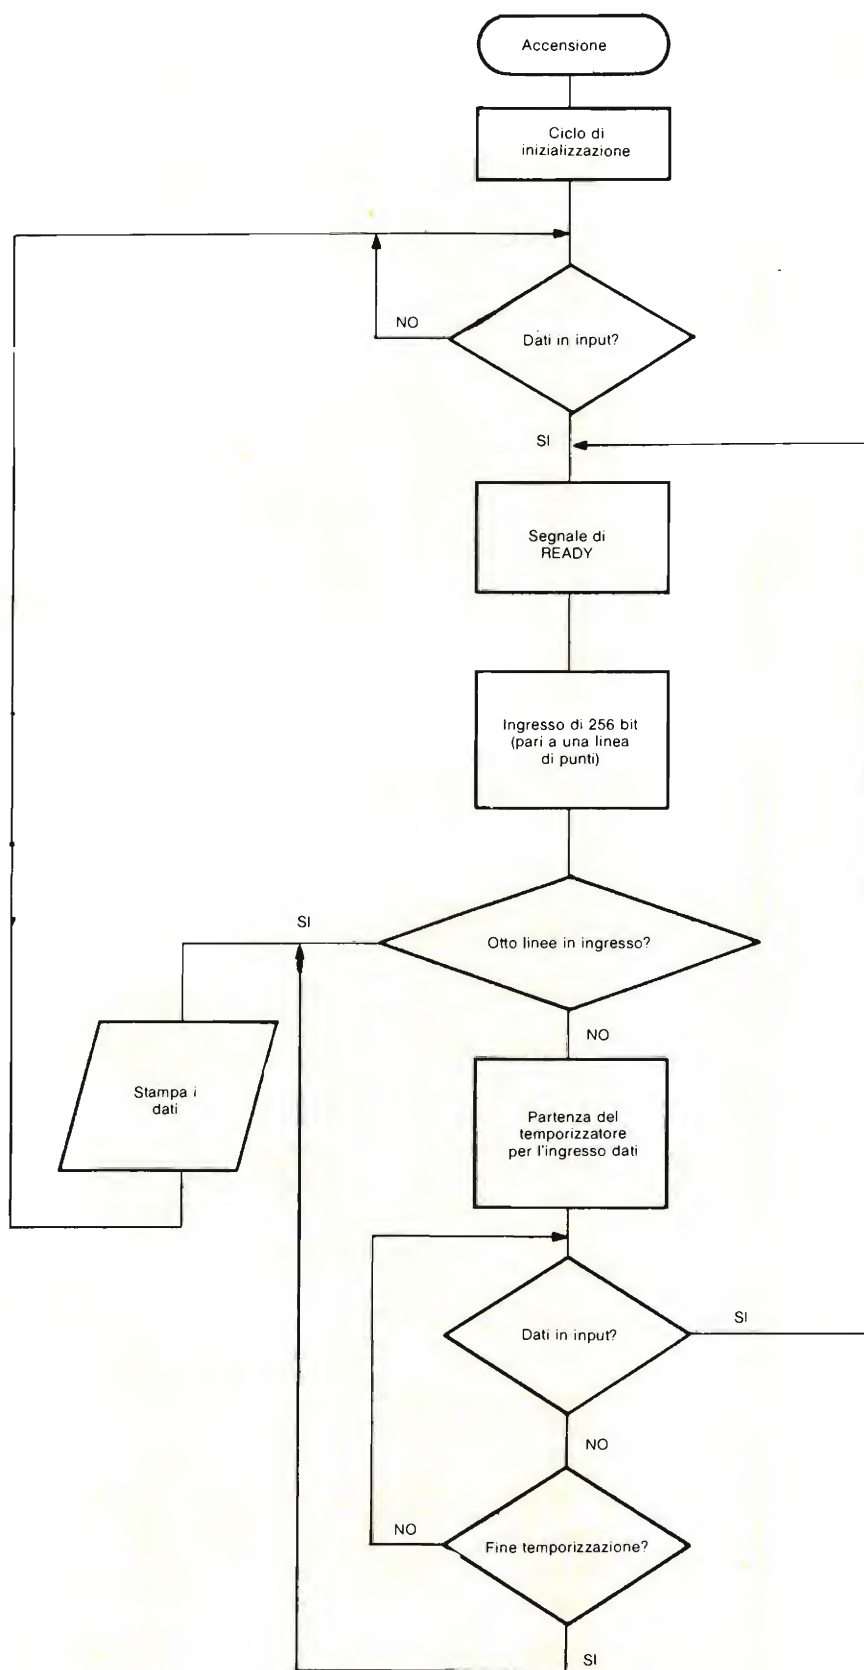 Accensione
Ciclo di
inizializzazione
NO
Dati in input?
SI
Segnale di
READY
Ingresso di 256 bit
(pari a una linea
di punti)
SI
Otto linee in ingresso?
NO
Stampa i
dati
Partenza del
temporizzatore
per l'ingresso dati
Dati in input?
SI
NO
NO
Fine temporizzazione?
SI